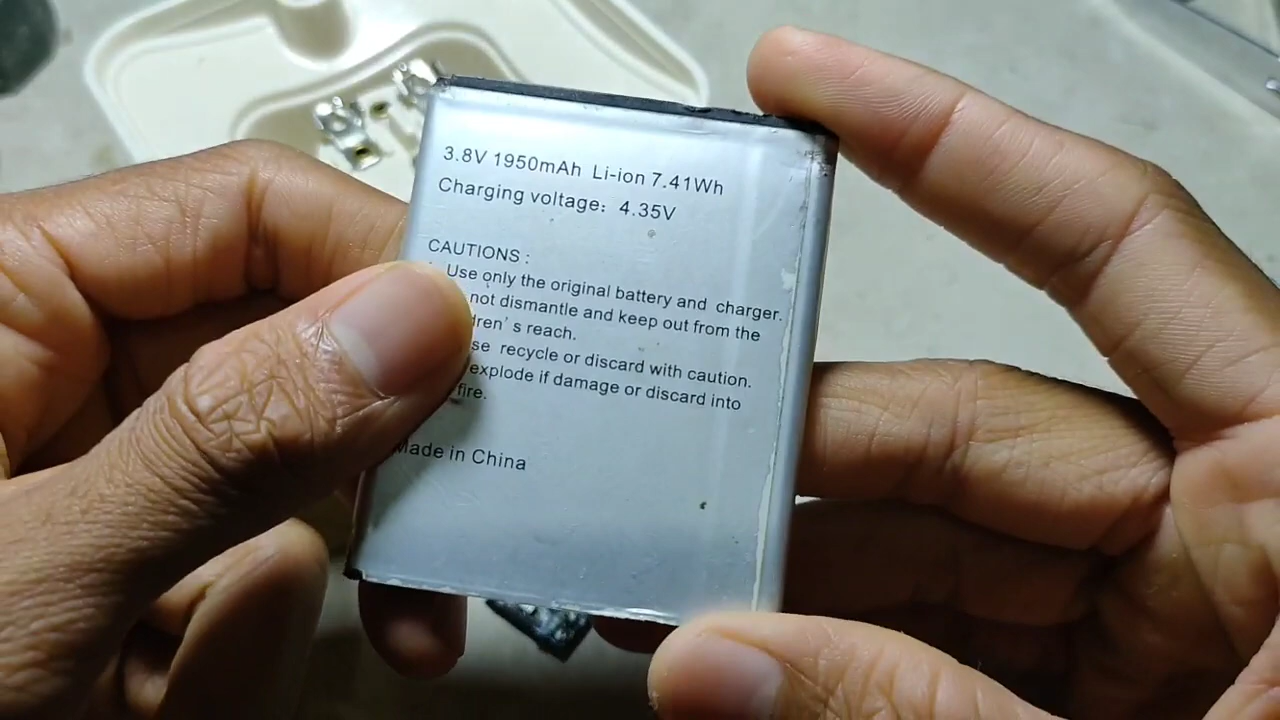 3.8V 1950mAh Li-ion 7.41Wh
Charging voltage: 4.35V
CAUTIONS :
Use only the original battery and charger.
not dismantle and keep out from the
dren's reach.
se recycle or discard with caution.
explode if damage or discard into
fire.
Made in China